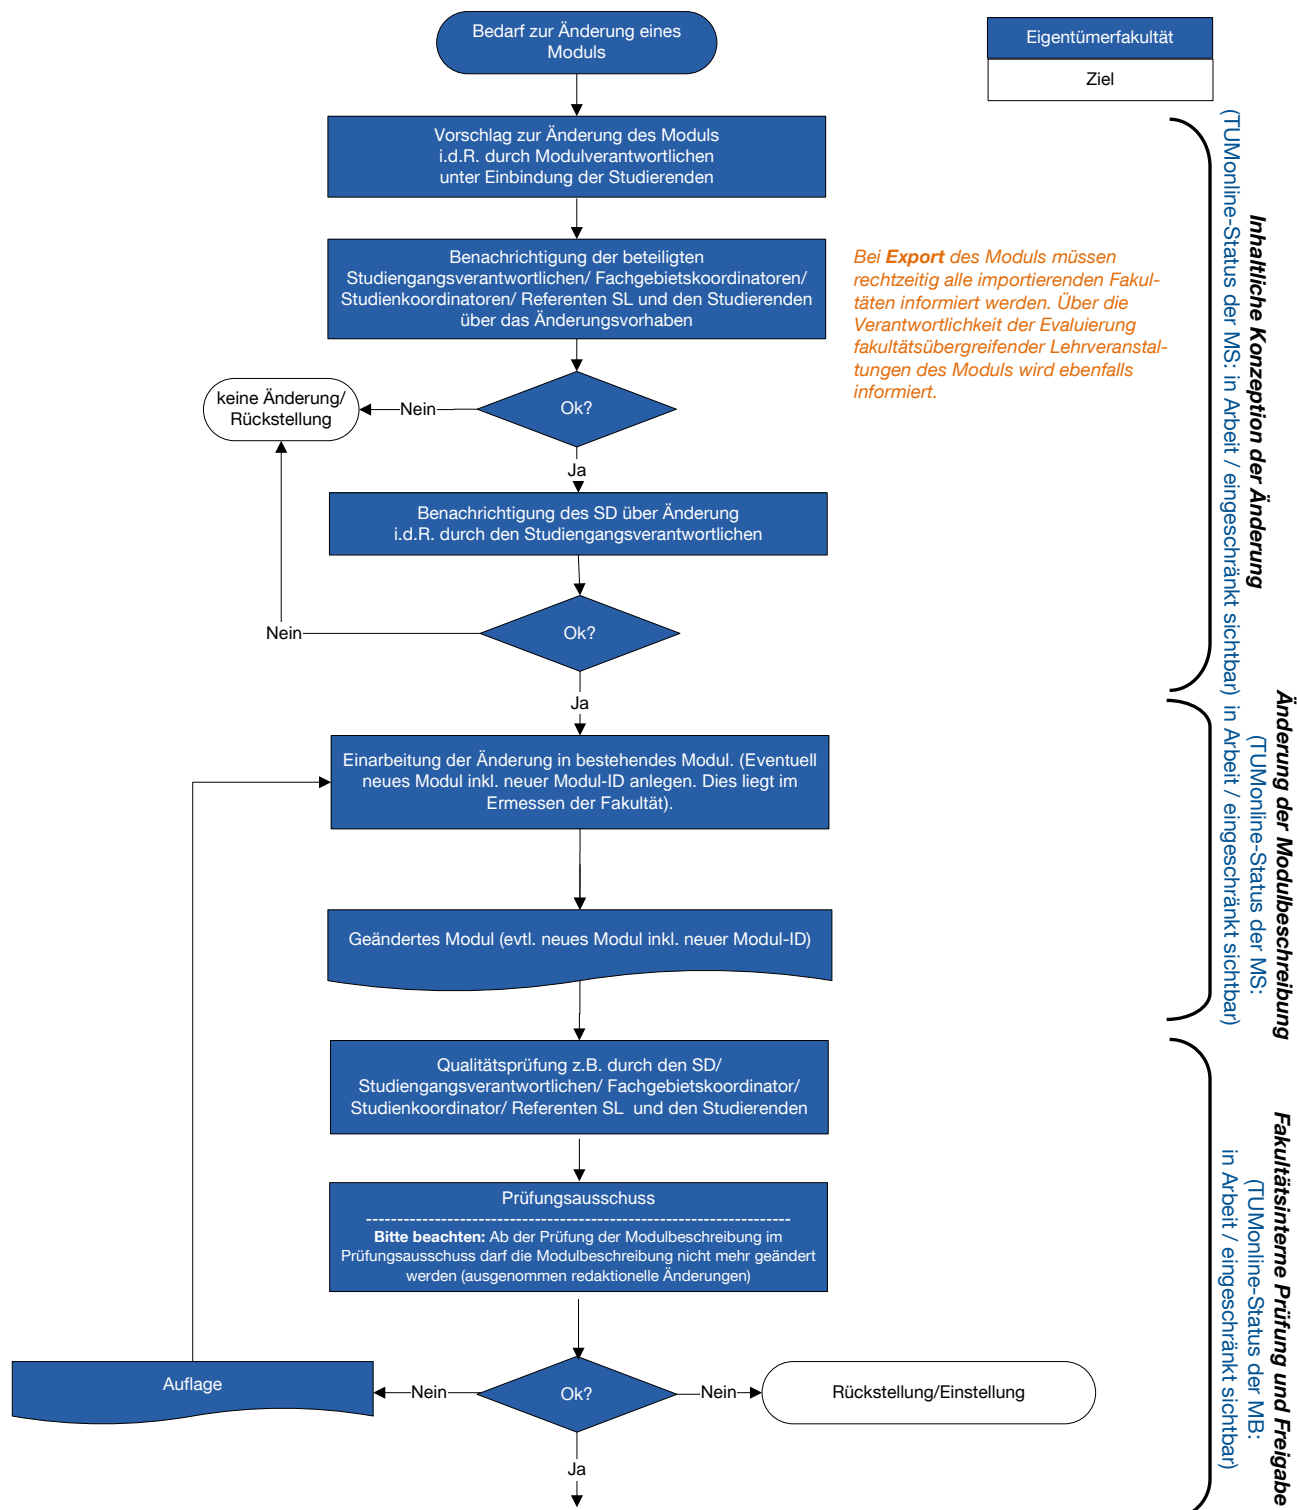 Bedarf zur Änderung eines
Moduls
Eigentümerfakultät
Ziel
Vorschlag zur Änderung des Moduls
i.d.R. durch Modulverantwortlichen
unter Einbindung der Studierenden
Benachrichtigung der beteiligten
Studiengangsverantwortlichen/ Fachgebietskoordinatoren/
Studienkoordinatoren/ Referenten SL und den Studierenden
über das Änderungsvorhaben
Bei Export des Moduls müssen
rechtzeitig alle importierenden Fakul-
täten informiert werden. Über die
Verantwortlichkeit der Evaluierung
fakultätsübergreifender Lehrveranstal-
tungen des Moduls wird ebenfalls
informiert.
keine Änderung/
Rückstellung
Nein
Ok?
Ja
Benachrichtigung des SD über Änderung
i.d.R. durch den Studiengangsverantwortlichen
Nein
Ok?
Ja
Inhaltliche Konzeption der Änderung
(TUMonline-Status der MS: in Arbeit / eingeschränkt sichtbar)
Einarbeitung der Änderung in bestehendes Modul. (Eventuell
neues Modul inkl. neuer Modul-ID anlegen. Dies liegt im
Ermessen der Fakultät).
Geändertes Modul (evtl. neues Modul inkl. neuer Modul-ID)
Änderung der Modulbeschreibung
(TUMonline-Status der MS:
in Arbeit / eingeschränkt sichtbar)
Qualitätsprüfung z.B. durch den SD/
Studiengangsverantwortlichen/ Fachgebietskoordinator/
Studienkoordinator/ Referenten SL und den Studierenden
Prüfungsausschuss
--------------------------------------------------------------------
Bitte beachten: Ab der Prüfung der Modulbeschreibung im
Prüfungsausschuss darf die Modulbeschreibung nicht mehr geändert
werden (ausgenommen redaktionelle Änderungen)
Auflage
Nein
Ok?
Nein
Rückstellung/Einstellung
Ja
Fakultätsinterne Prüfung und Freigabe
(TUMonline-Status der MB:
in Arbeit / eingeschränkt sichtbar)